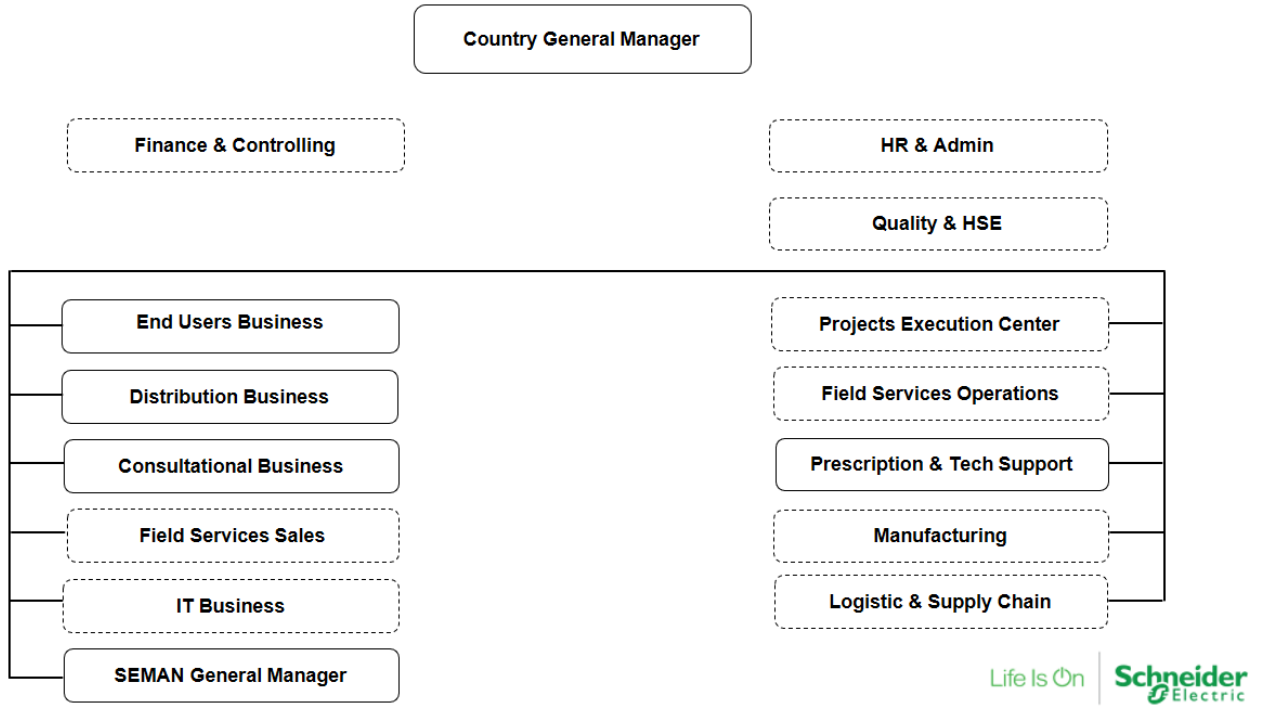 Country General Manager
Finance & Controlling
HR & Admin
Quality & HSE
End Users Business
Distribution Business
Consultational Business
Field Services Sales
IT Business
SEMAN General Manager
Projects Execution Center
Field Services Operations
Prescription & Tech Support
Manufacturing
Logistic & Supply Chain
Life Is On
Schneider
Electric